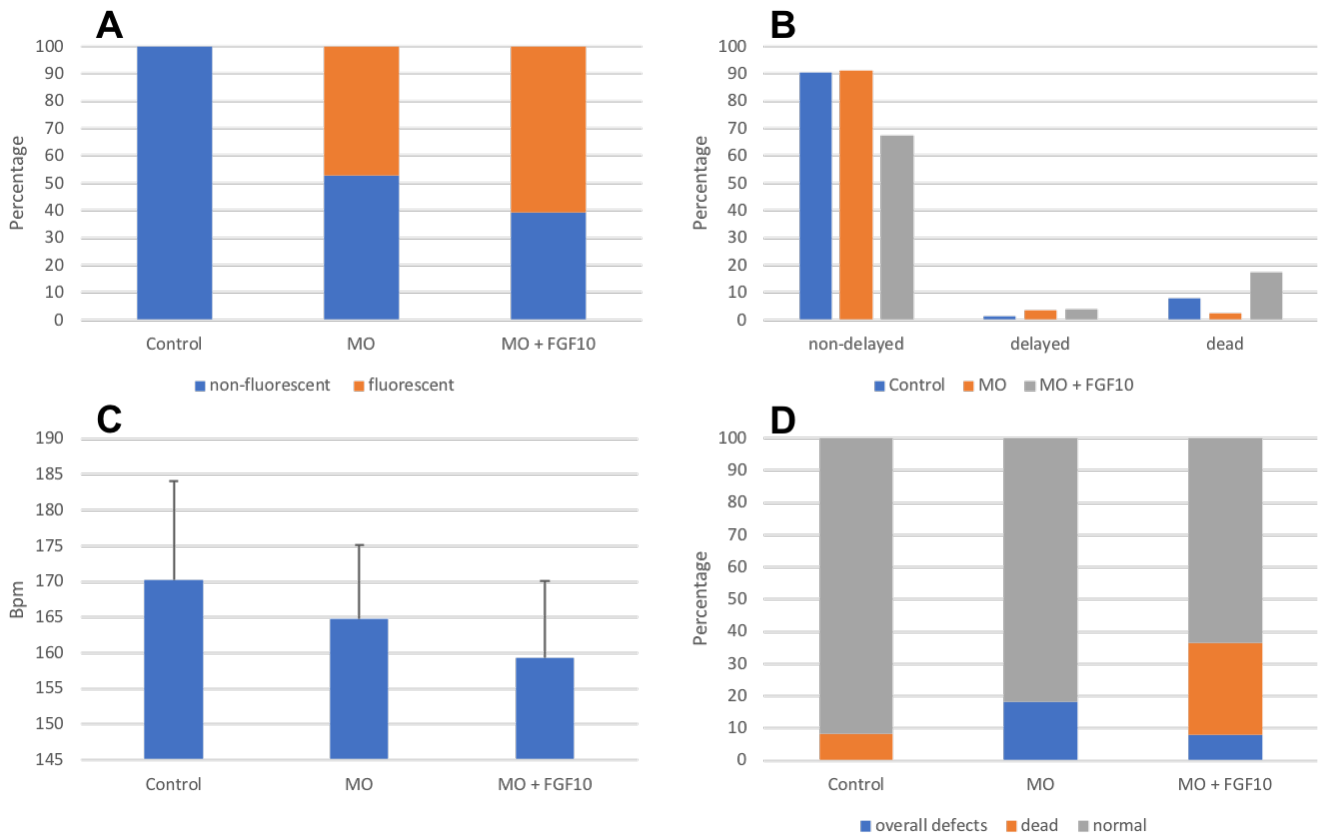 A
100
90
80
70
60
50
40
30
20
10
0
Percentage
Control MO MO + FGF10
non-fluorescent fluorescent
B
100
90
80
70
60
50
40
30
20
10
0
Percentage
non-delayed delayed dead
Control MO MO + FGF10
C
190
185
180
175
170
165
160
155
150
145
Bpm
Control MO MO + FGF10
D
100
90
80
70
60
50
40
30
20
10
0
Percentage
Control MO MO + FGF10
overall defects dead normal